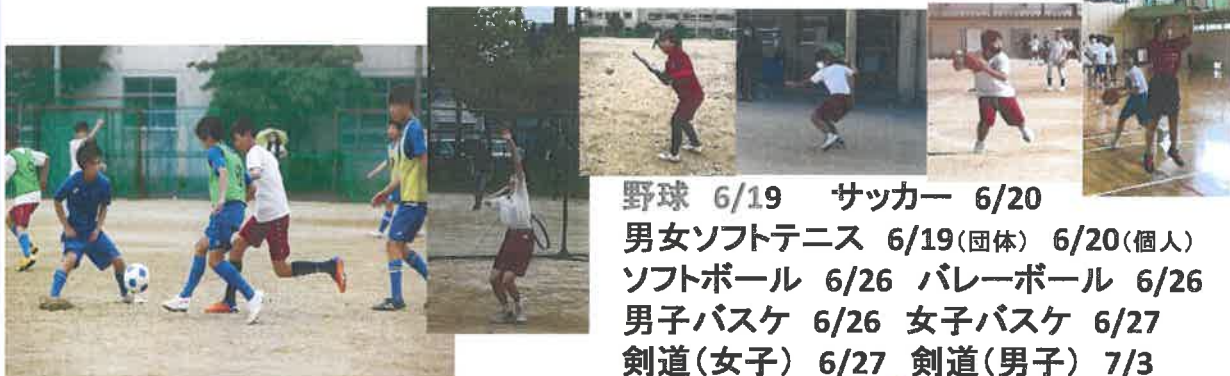 野球 6/19 サッカー 6/20
男女ソフトテニス 6/19(団体) 6/20(個人)
ソフトボール 6/26 バレーボール 6/26
男子バスケ 6/26 女子バスケ 6/27
剣道(女子) 6/27 剣道(男子) 7/3